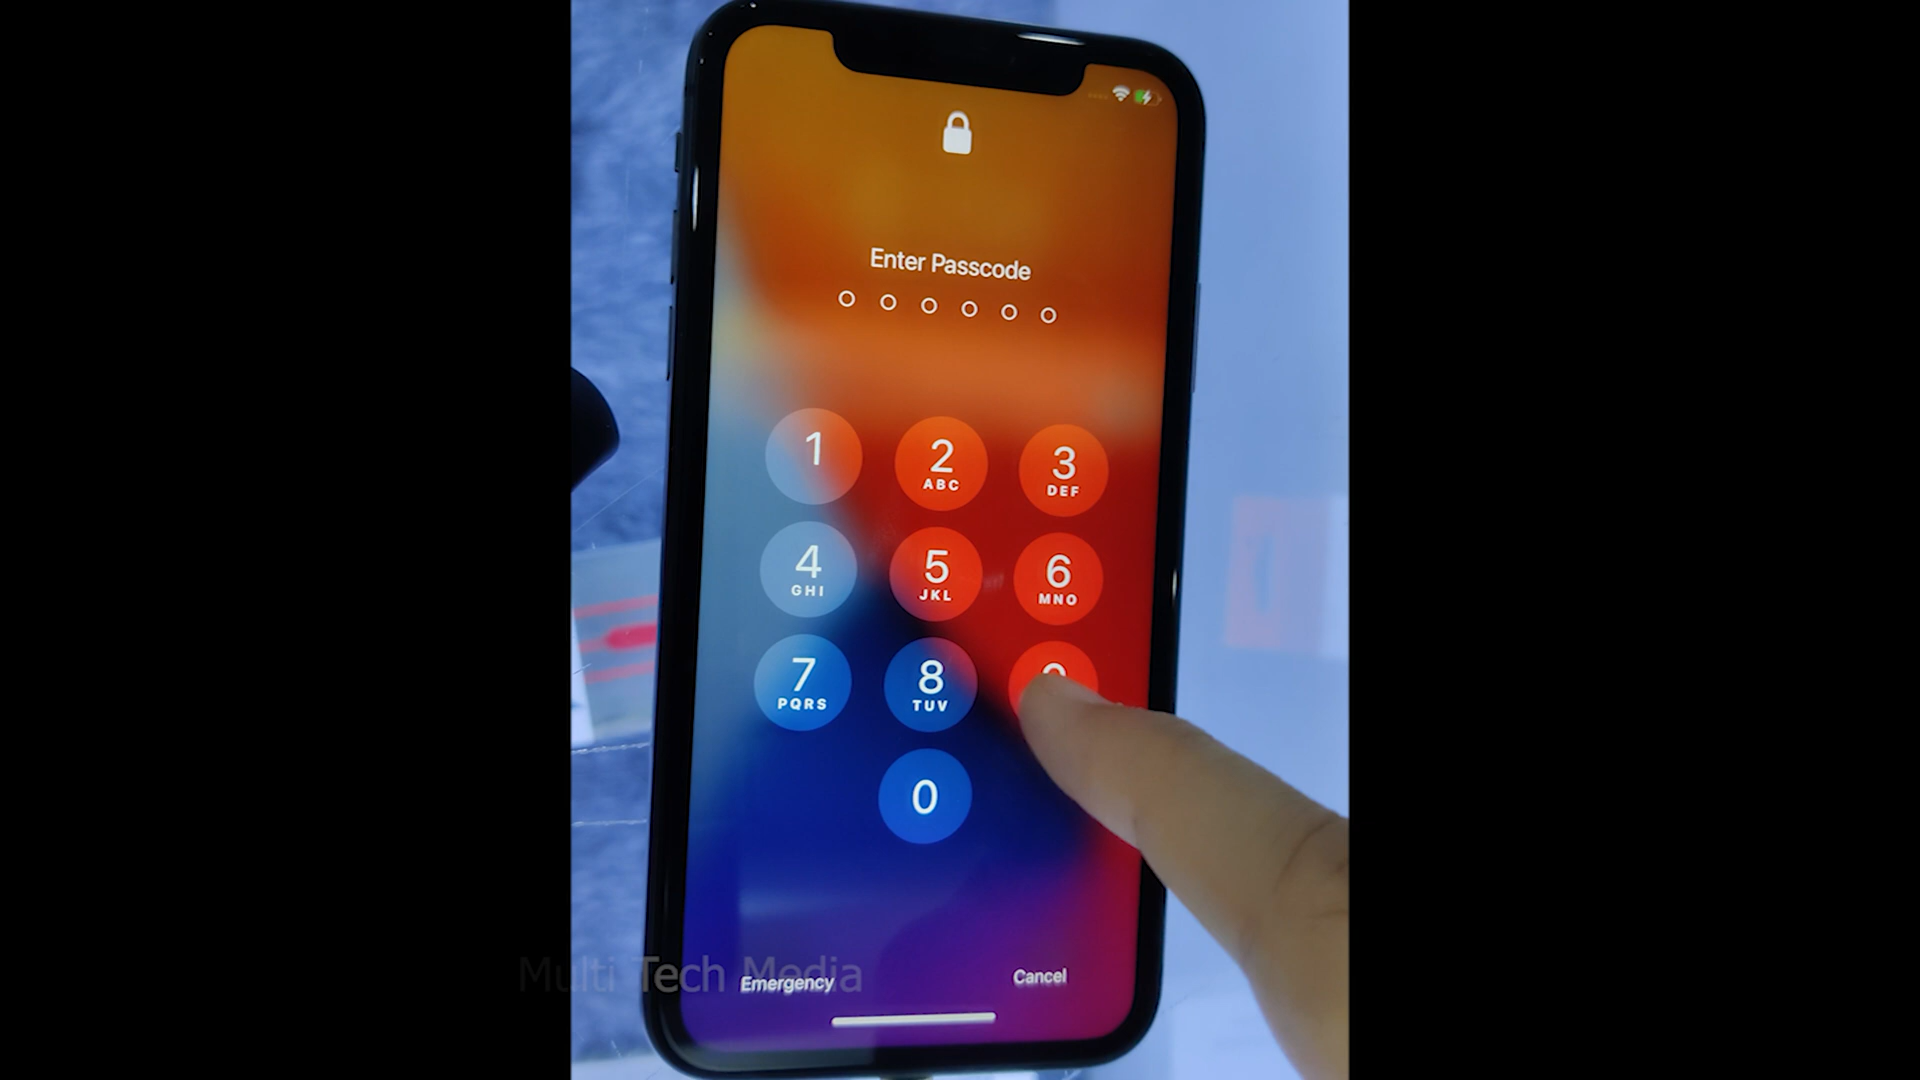 Enter Passcode
1
2
ABC
3
DEF
4
GHI
5
JKL
6
MNO
7
PQRS
8
TUV
0
Multi Tech Media
Emergency
Cancel